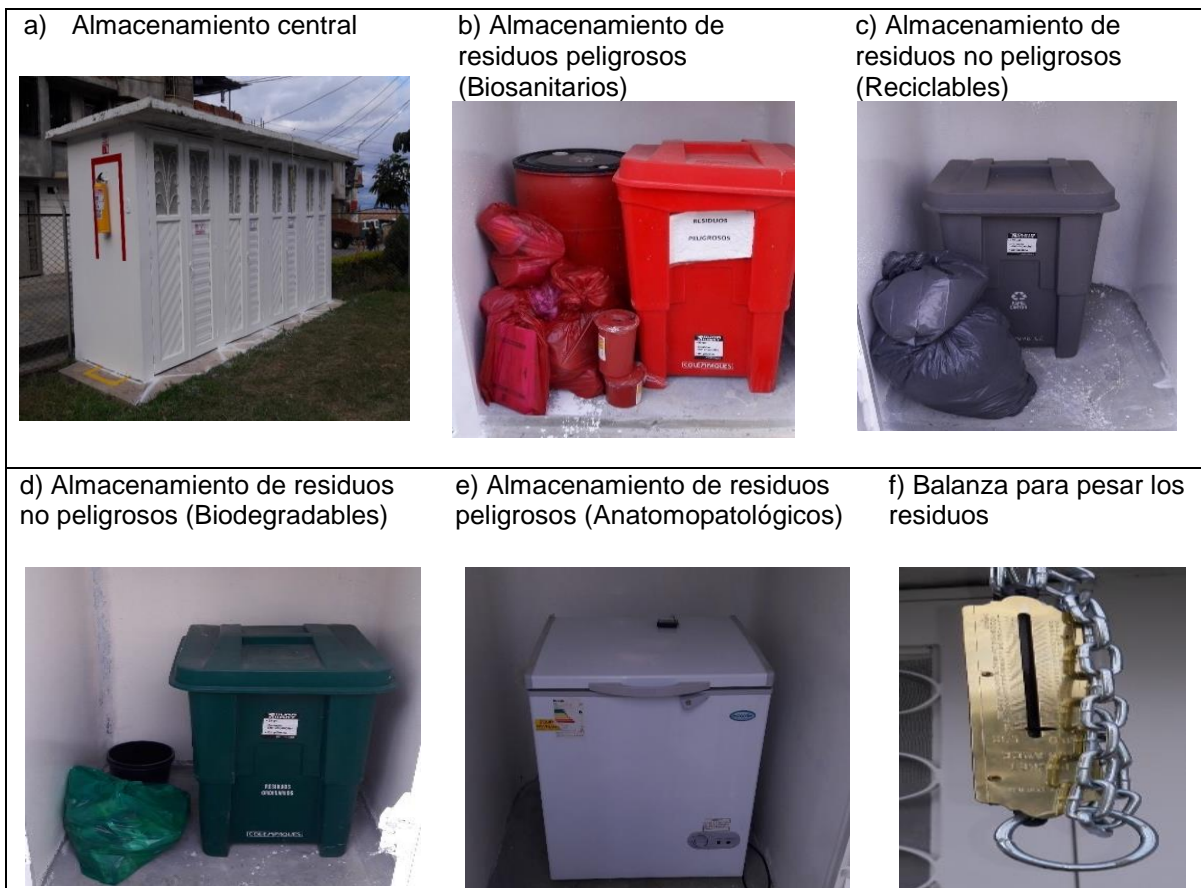 a) Almacenamiento central
b) Almacenamiento de
residuos peligrosos
(Biosanitarios)
c) Almacenamiento de
residuos no peligrosos
(Reciclables)
RESIDUOS
PELIGROSOS
COLEMPAQUES
d) Almacenamiento de residuos
no peligrosos (Biodegradables)
e) Almacenamiento de residuos
peligrosos (Anatomopatológicos)
f) Balanza para pesar los
residuos
RESIDUOS
ORDINARIOS
COLEMPAQUES